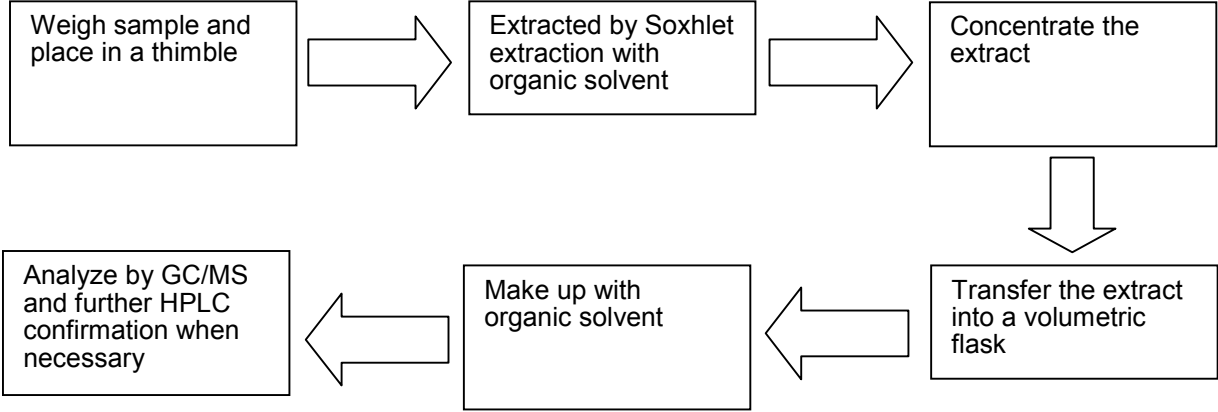 Weigh sample and
place in a thimble
Extracted by Soxhlet
extraction with
organic solvent
Concentrate the
extract
Transfer the extract
into a volumetric
flask
Make up with
organic solvent
Analyze by GC/MS
and further HPLC
confirmation when
necessary